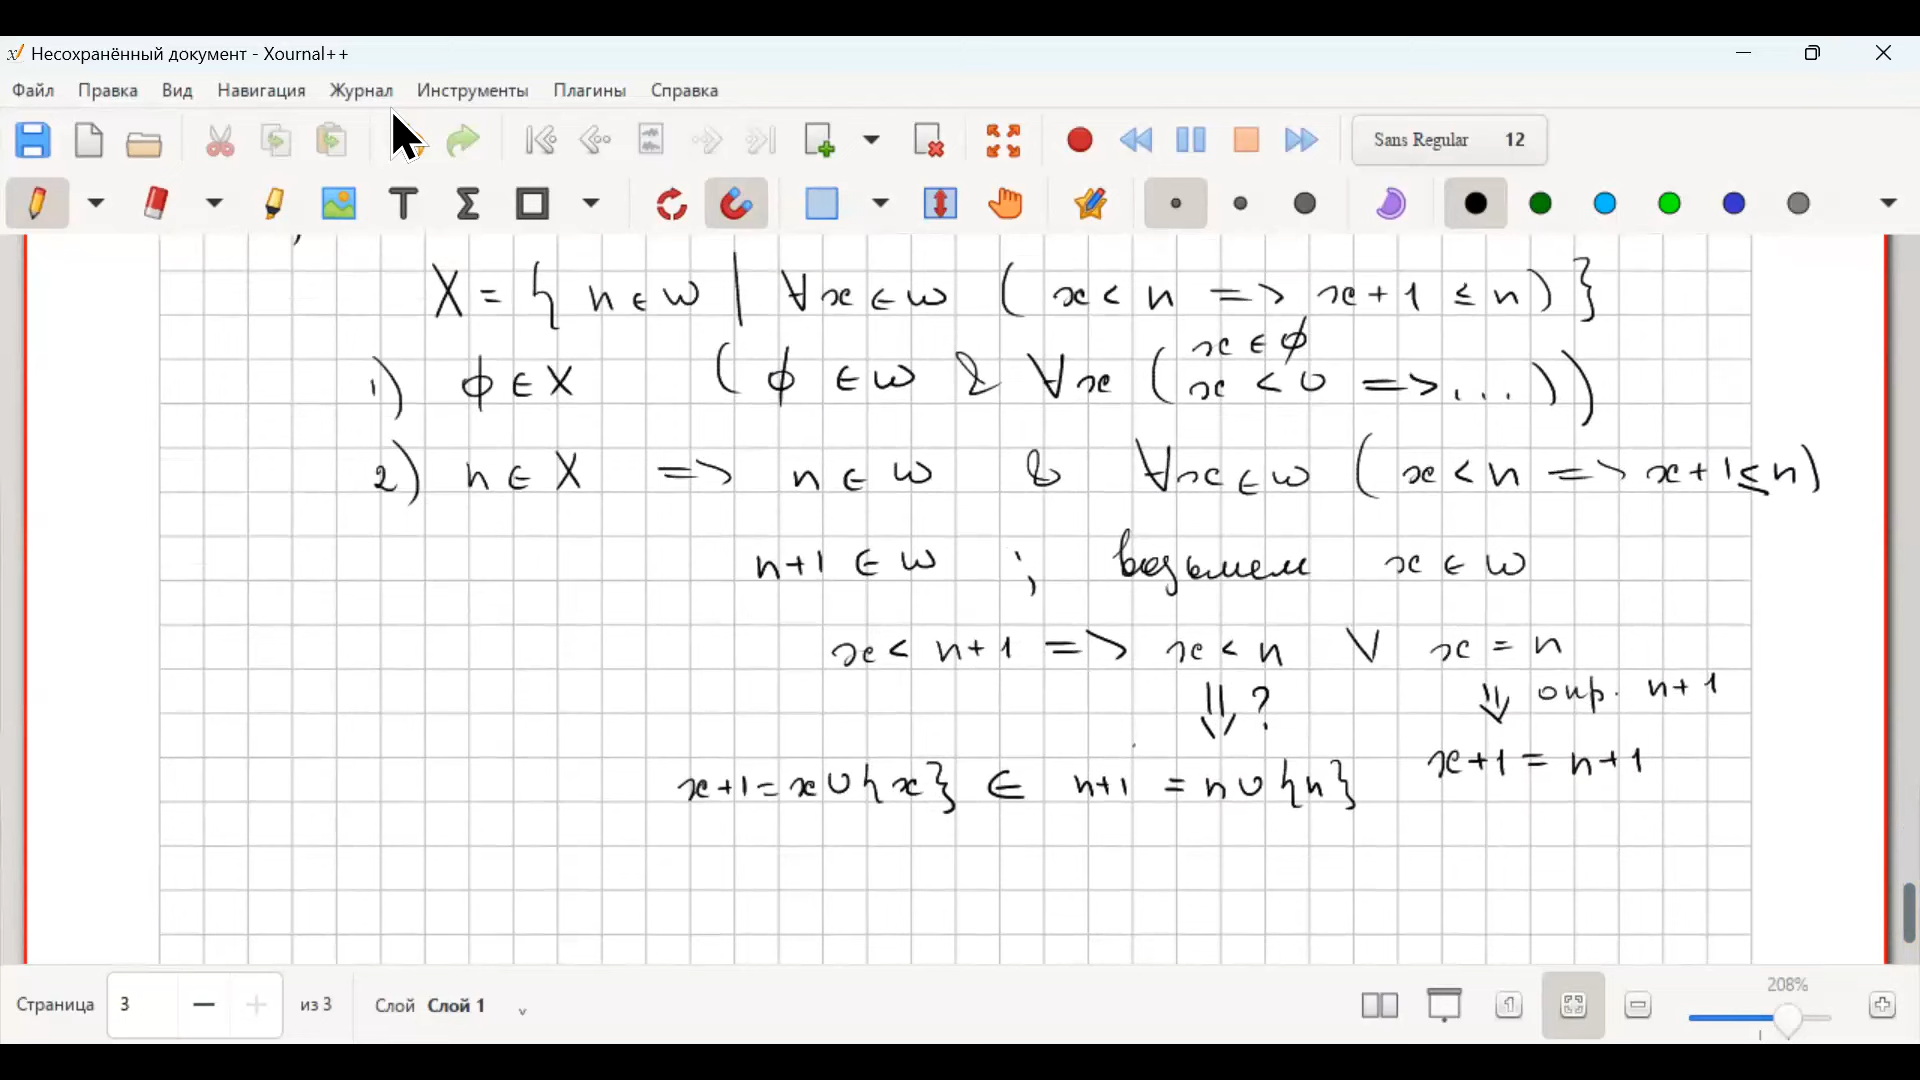 Несохранённый документ - Xournal++
Файл Правка Вид Навигация Журнал Инструменты Плагины Справка
Sans Regular 12
X = { n ∈ ω | ∀x ∈ ω ( x < n => x + 1 ≤ n ) }
x ∈ ϕ
1) ϕ ∈ X ( ϕ ∈ ω & ∀x ( x < 0 => ... ))
2) n ∈ X => n ∈ ω & ∀x ∈ ω ( x < n => x + 1 ≤ n )
n+1 ∈ ω ; возьмем x ∈ ω
x < n+1 => x < n ∨ x = n
⇓ ? ⇓ опр. n+1
x+1 = n+1
x+1 = x ∪ {x} ∈ n+1 = n ∪ {n}
208%
Страница 3 из 3 Слой Слой 1